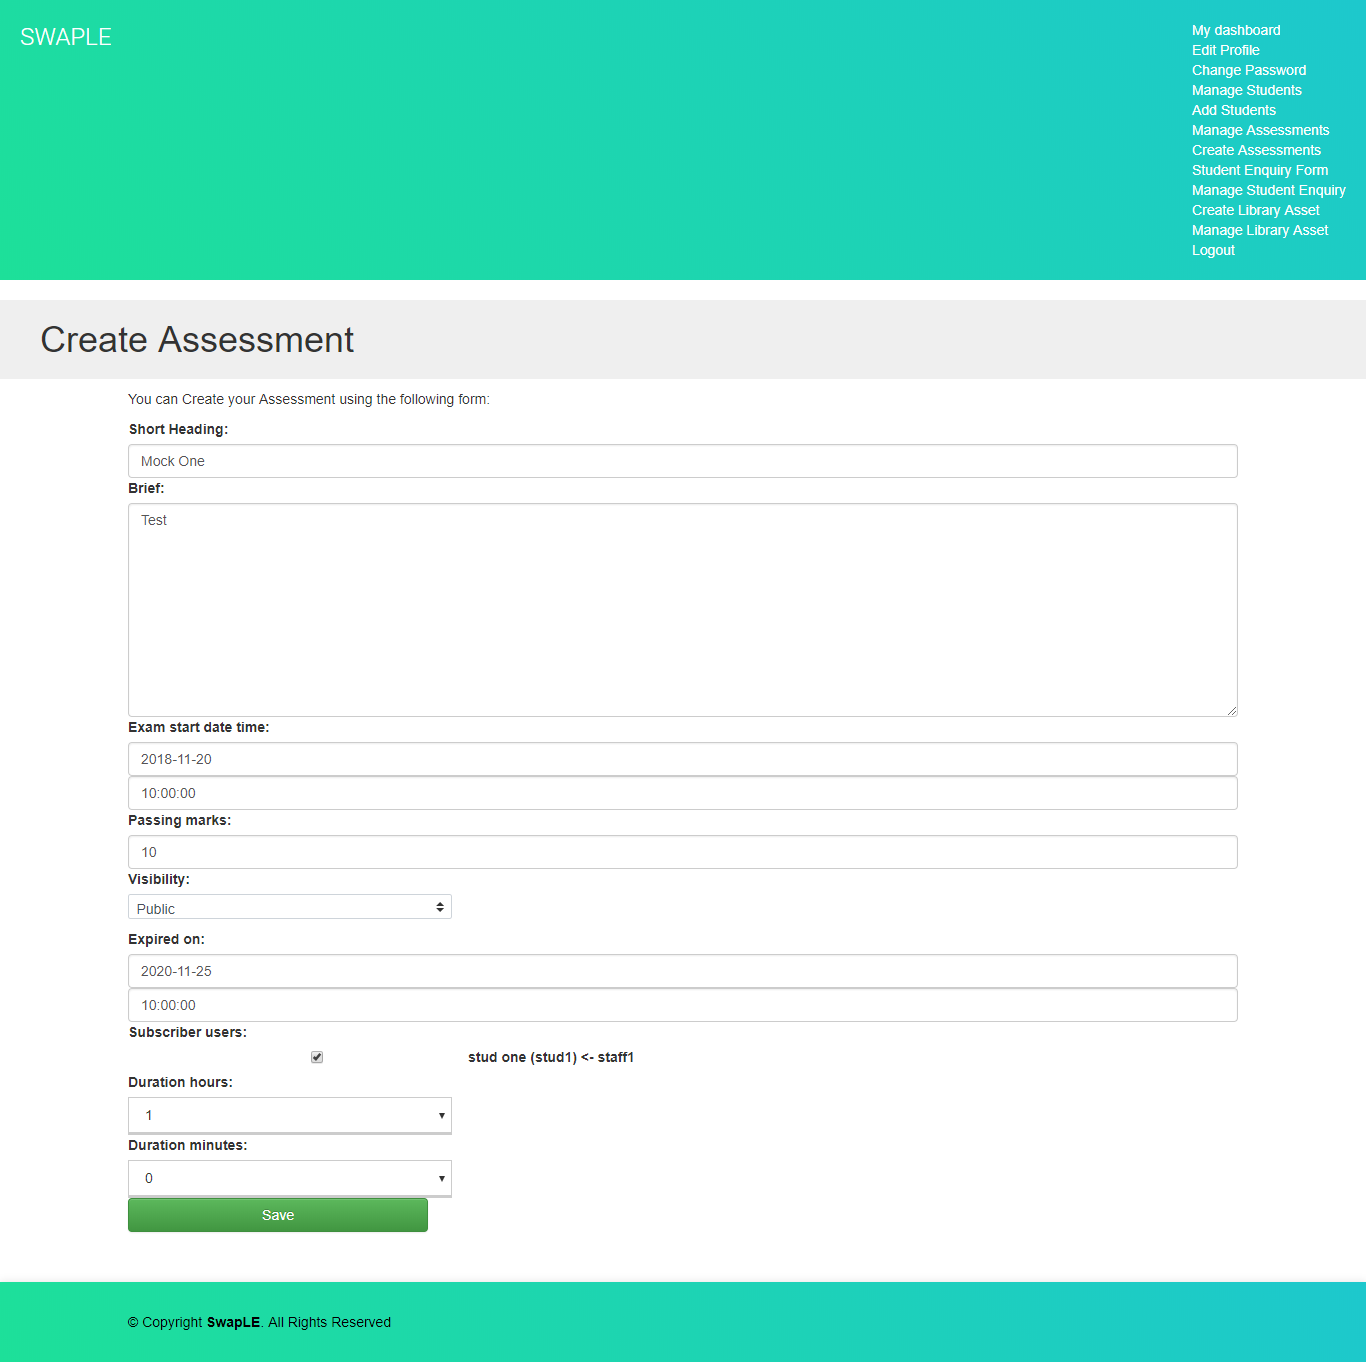 SWAPLE
My dashboard
Edit Profile
Change Password
Manage Students
Add Students
Manage Assessments
Create Assessments
Student Enquiry Form
Manage Student Enquiry
Create Library Asset
Manage Library Asset
Logout
Create Assessment
You can Create your Assessment using the following form:
Short Heading:
Mock One
Brief:
Test
Exam start date time:
2018-11-20
10:00:00
Passing marks:
10
Visibility:
Public
Expired on:
2020-11-25
10:00:00
Subscriber users:
stud one (stud1) <- staff1
Duration hours:
1
Duration minutes:
0
Save
© Copyright SwapLE. All Rights Reserved